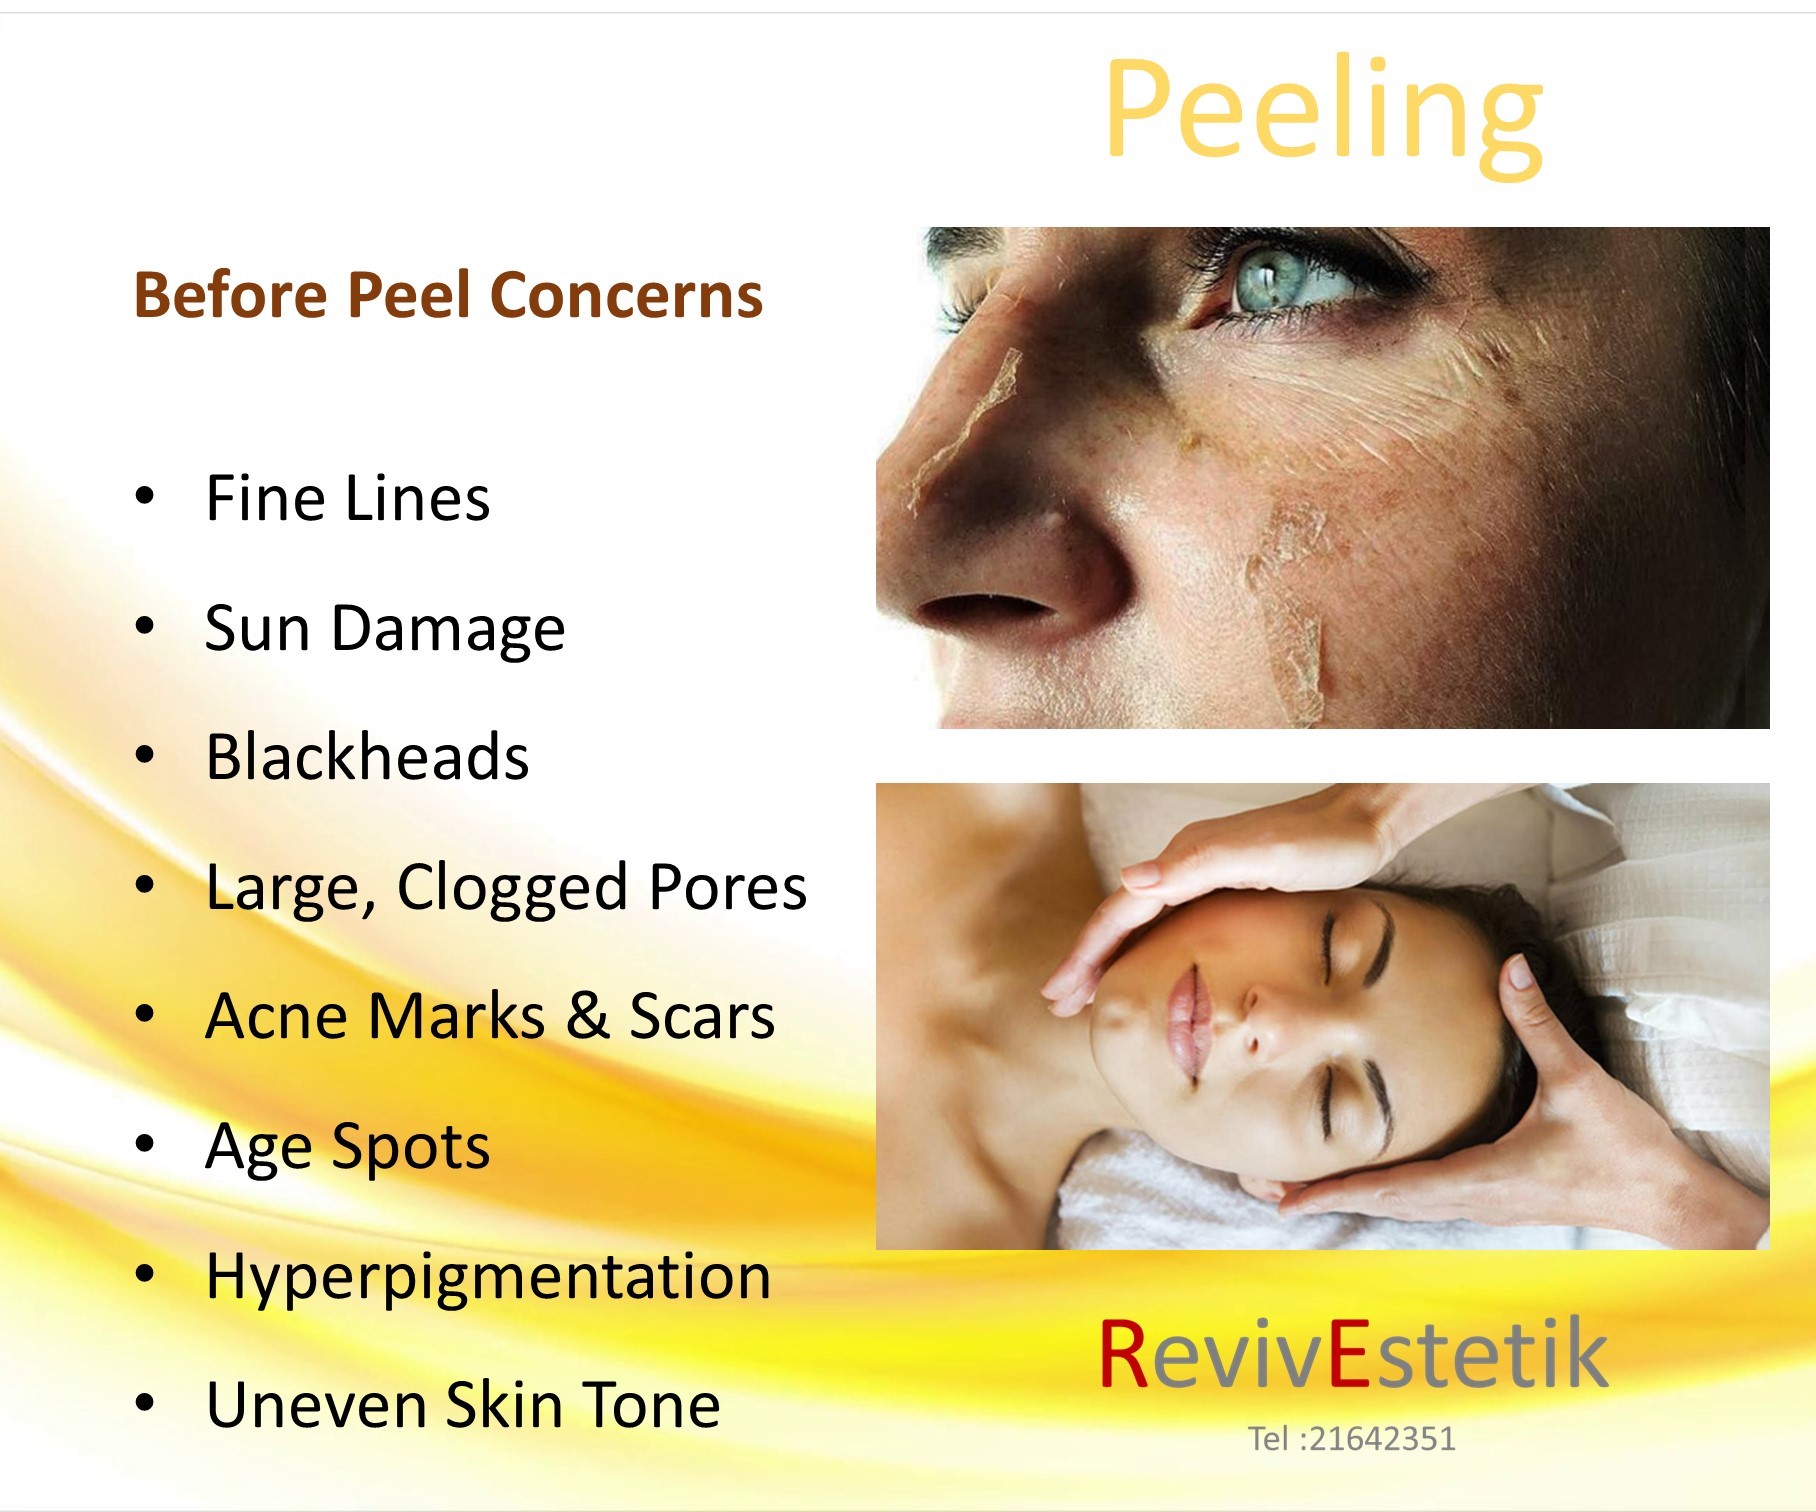 Peeling
Before Peel Concerns
• Fine Lines
• Sun Damage
• Blackheads
• Large, Clogged Pores
• Acne Marks & Scars
• Age Spots
• Hyperpigmentation
• Uneven Skin Tone
RevivEstetik
Tel :21642351